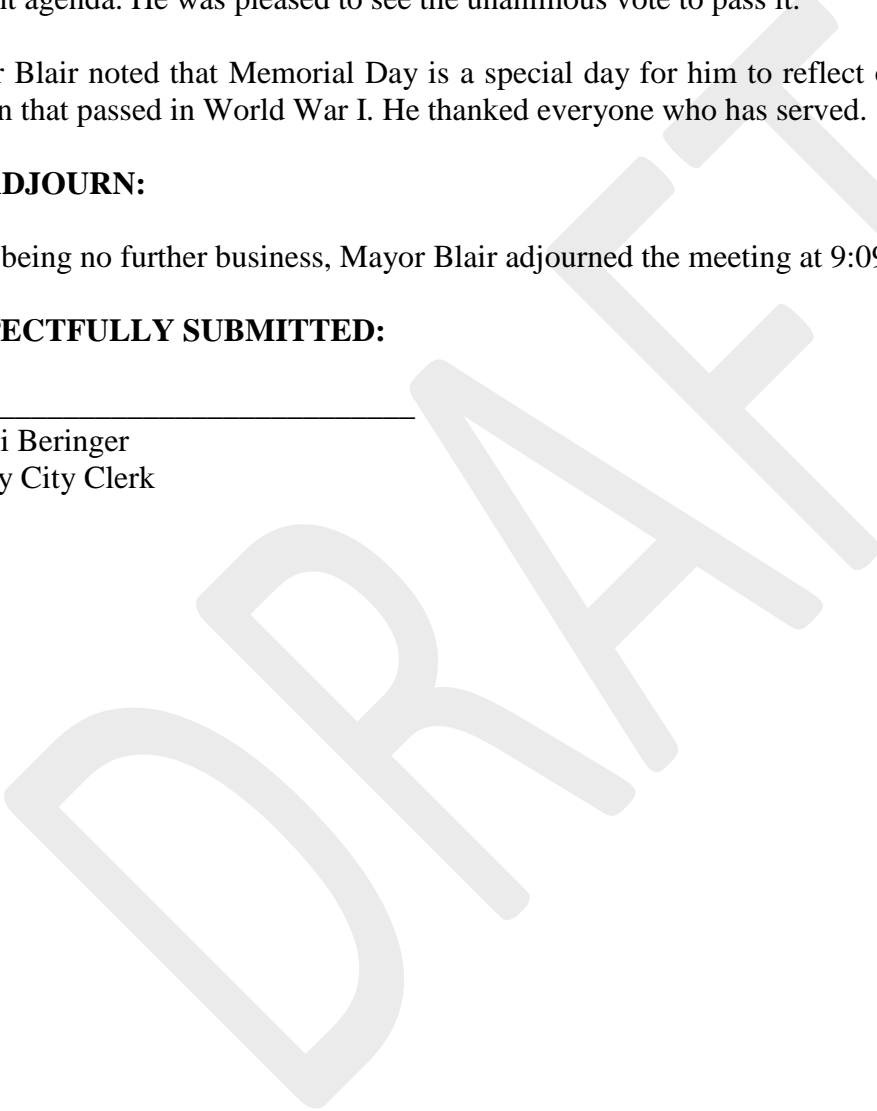 t agenda. He was pleased to see the unanimous vote to pass it.
r Blair noted that Memorial Day is a special day for him to reflect
n that passed in World War I. He thanked everyone who has served.
DJOURN:
being no further business, Mayor Blair adjourned the meeting at 9:09
PECTFULLY SUBMITTED:
i Beringer
y City Clerk
DRAFT